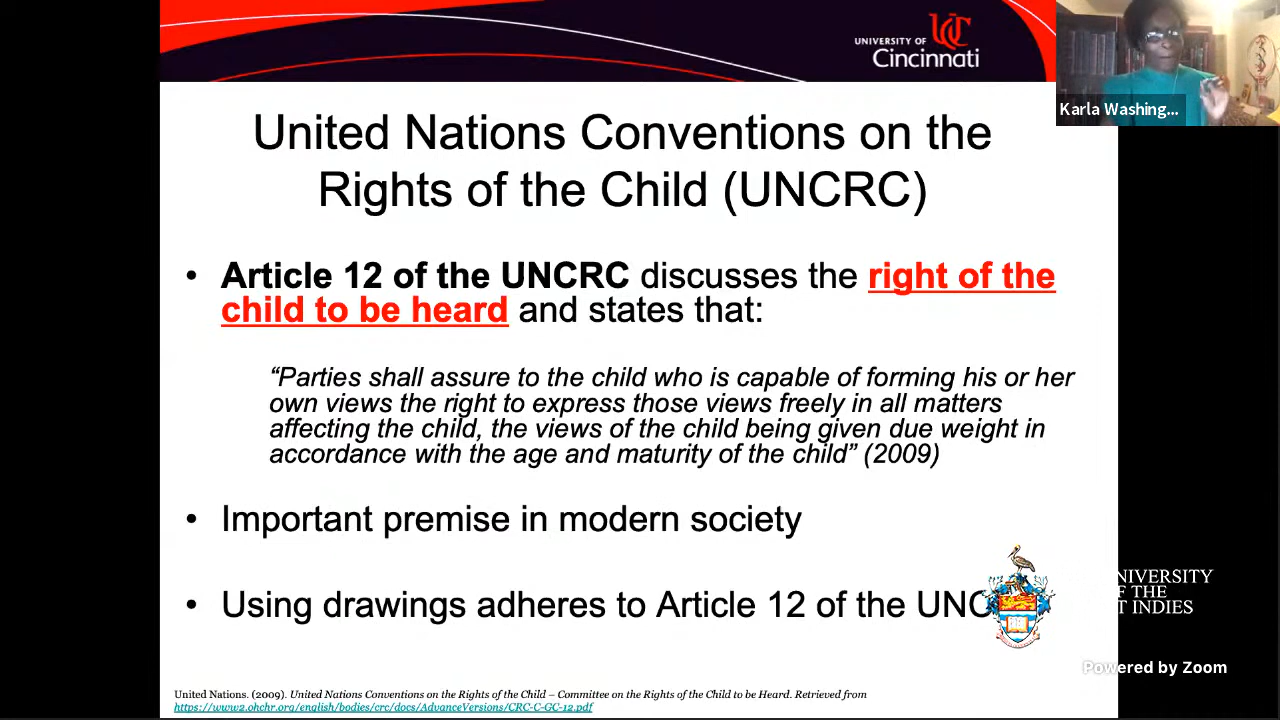 UNIVERSITY OF
Cincinnati
Karla Washing...
United Nations Conventions on the
Rights of the Child (UNCRC)
• Article 12 of the UNCRC discusses the right of the
child to be heard and states that:
“Parties shall assure to the child who is capable of forming his or her
own views the right to express those views freely in all matters
affecting the child, the views of the child being given due weight in
accordance with the age and maturity of the child” (2009)
• Important premise in modern society
• Using drawings adheres to Article 12 of the UNC
NIVERSITY
F THE
T INDIES
Powered by Zoom
United Nations. (2009). United Nations Conventions on the Rights of the Child – Committee on the Rights of the Child to be Heard. Retrieved from
https://www2.ohchr.org/english/bodies/crc/docs/AdvanceVersions/CRC-C-GC-12.pdf